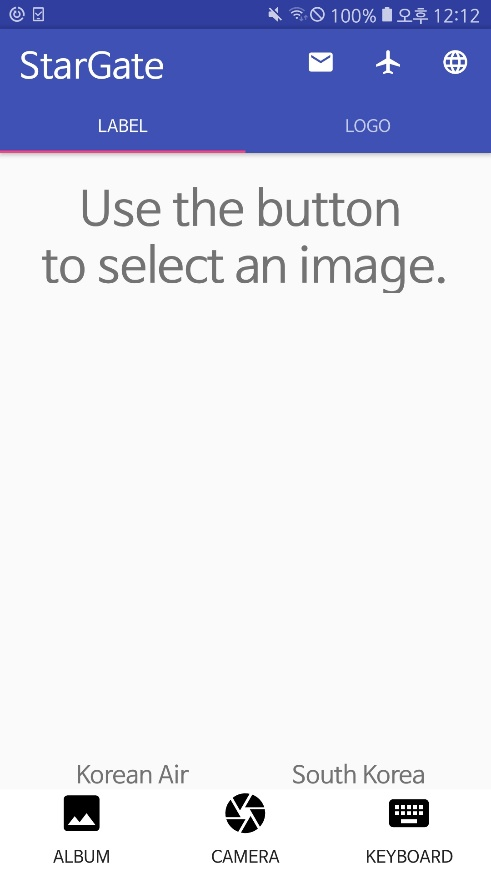 100% 오후 12:12
StarGate
LABEL LOGO
Use the button
to select an image.
Korean Air South Korea
ALBUM CAMERA KEYBOARD